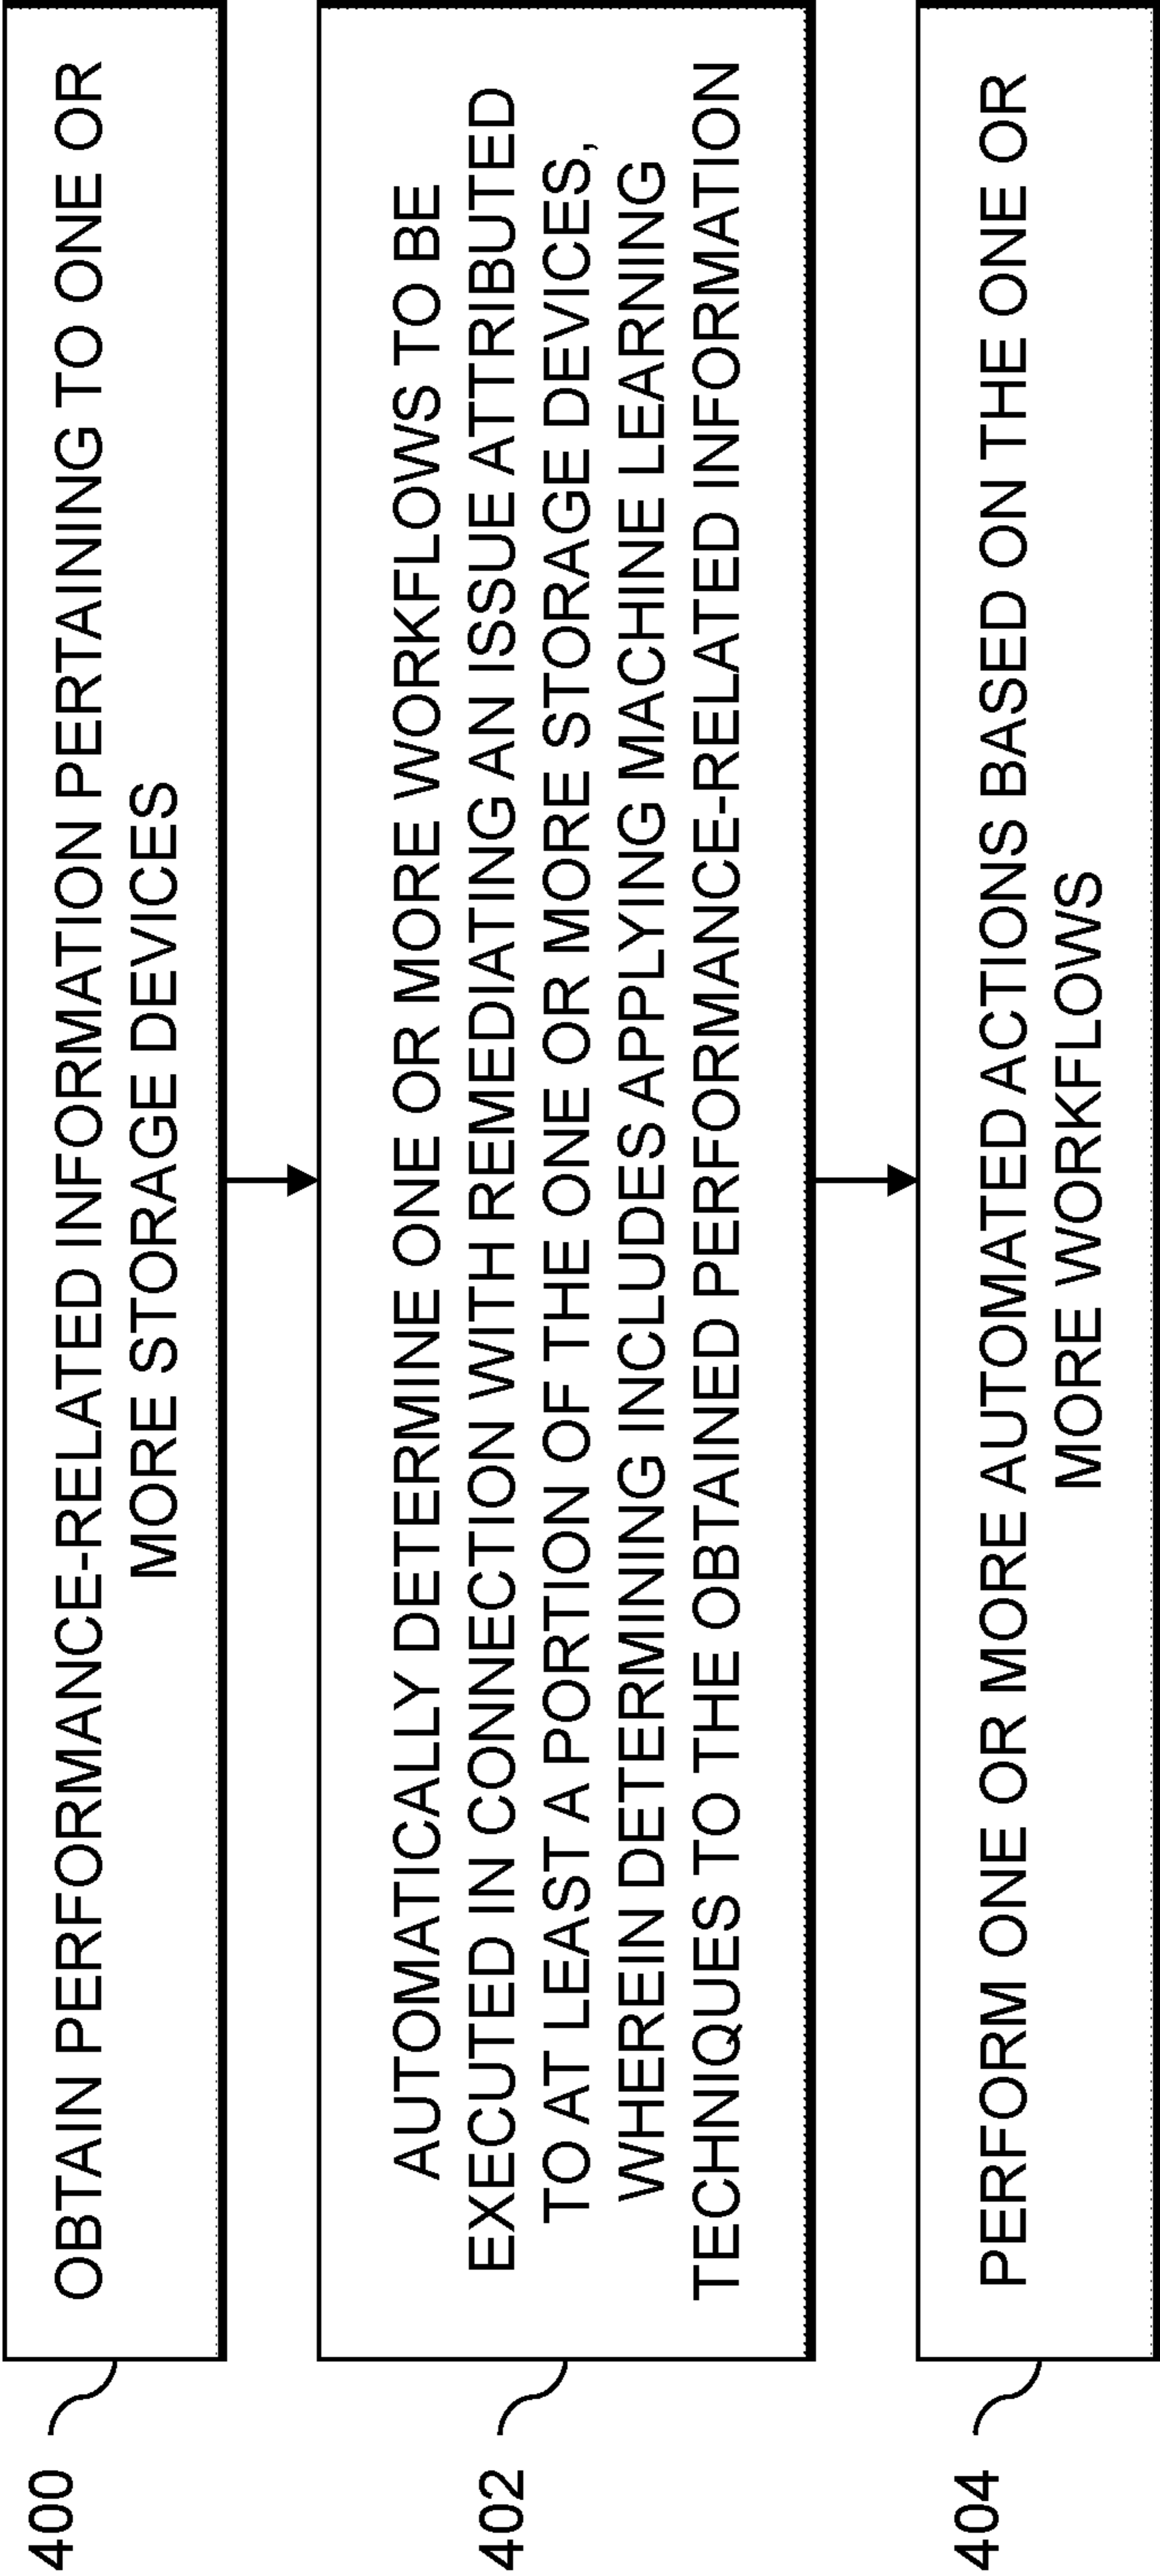 400
OBTAIN PERFORMANCE-RELATED INFORMATION PERTAINING TO ONE OR
MORE STORAGE DEVICES
402
AUTOMATICALLY DETERMINE ONE OR MORE WORKFLOWS TO BE
EXECUTED IN CONNECTION WITH REMEDIATING AN ISSUE ATTRIBUTED
TO AT LEAST A PORTION OF THE ONE OR MORE STORAGE DEVICES,
WHEREIN DETERMINING INCLUDES APPLYING MACHINE LEARNING
TECHNIQUES TO THE OBTAINED PERFORMANCE-RELATED INFORMATION
404
PERFORM ONE OR MORE AUTOMATED ACTIONS BASED ON THE ONE OR
MORE WORKFLOWS